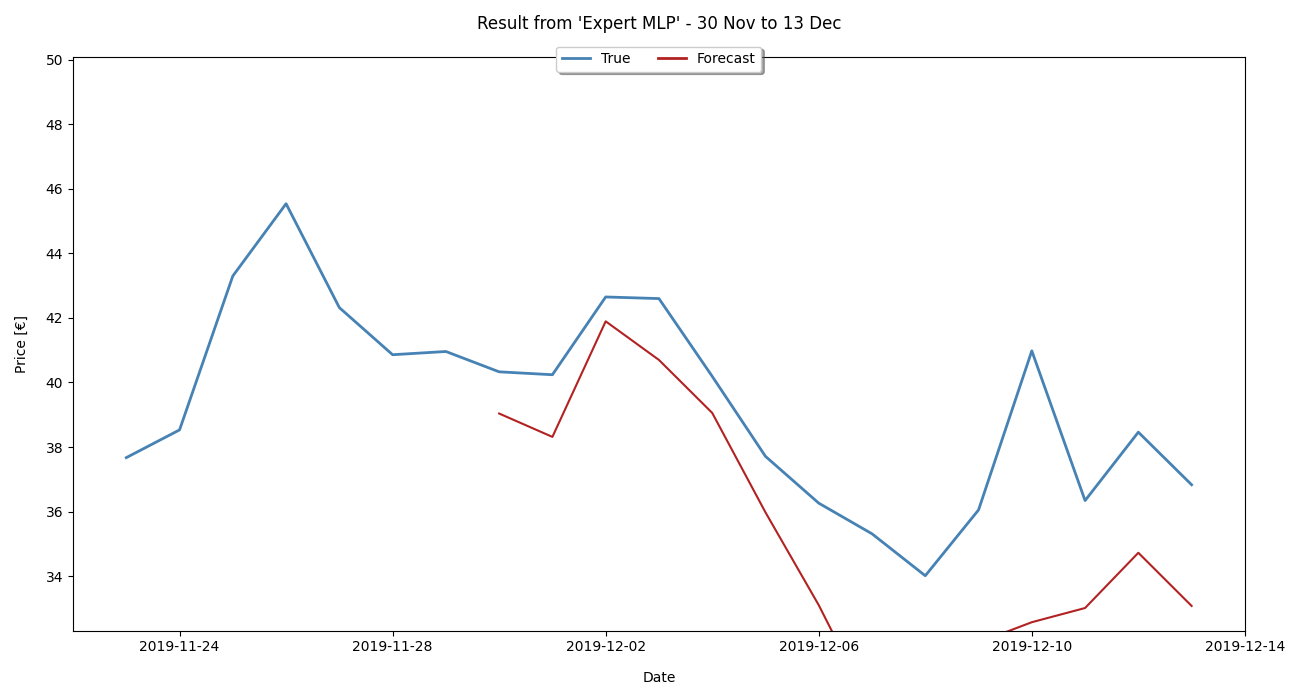 Result from 'Expert MLP' - 30 Nov to 13 Dec
True Forecast
50
48
46
44
42
40
38
36
34
Price [€]
2019-11-24 2019-11-28 2019-12-02 2019-12-06 2019-12-10 2019-12-14
Date